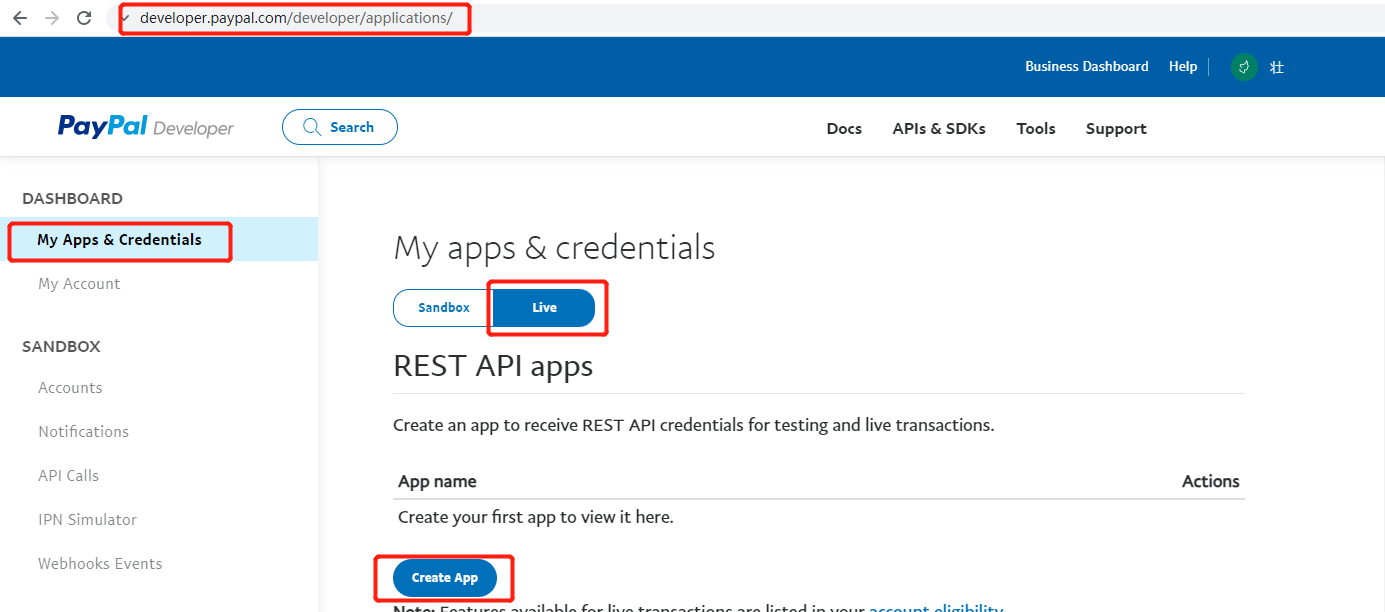 developer.paypal.com/developer/applications/
Business Dashboard Help 壮
PayPal Developer Search Docs APIs & SDKs Tools Support
DASHBOARD
My Apps & Credentials
My Account
SANDBOX
Accounts
Notifications
API Calls
IPN Simulator
Webhooks Events
My apps & credentials
Sandbox Live
REST API apps
Create an app to receive REST API credentials for testing and live transactions.
App name Actions
Create your first app to view it here.
Create App
Note: Features available for live transactions are listed in your account eligibility